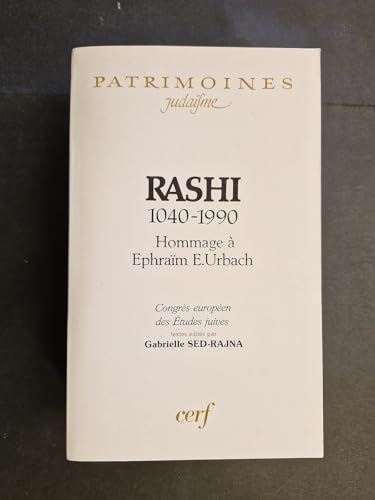 PATRIMOINES
judaïsme
RASHI
1040-1990
Hommage à
Ephraïm E.Urbach
Congrès européen
des Études juives
textes édités par
Gabrielle SED-RAJNA
cerf